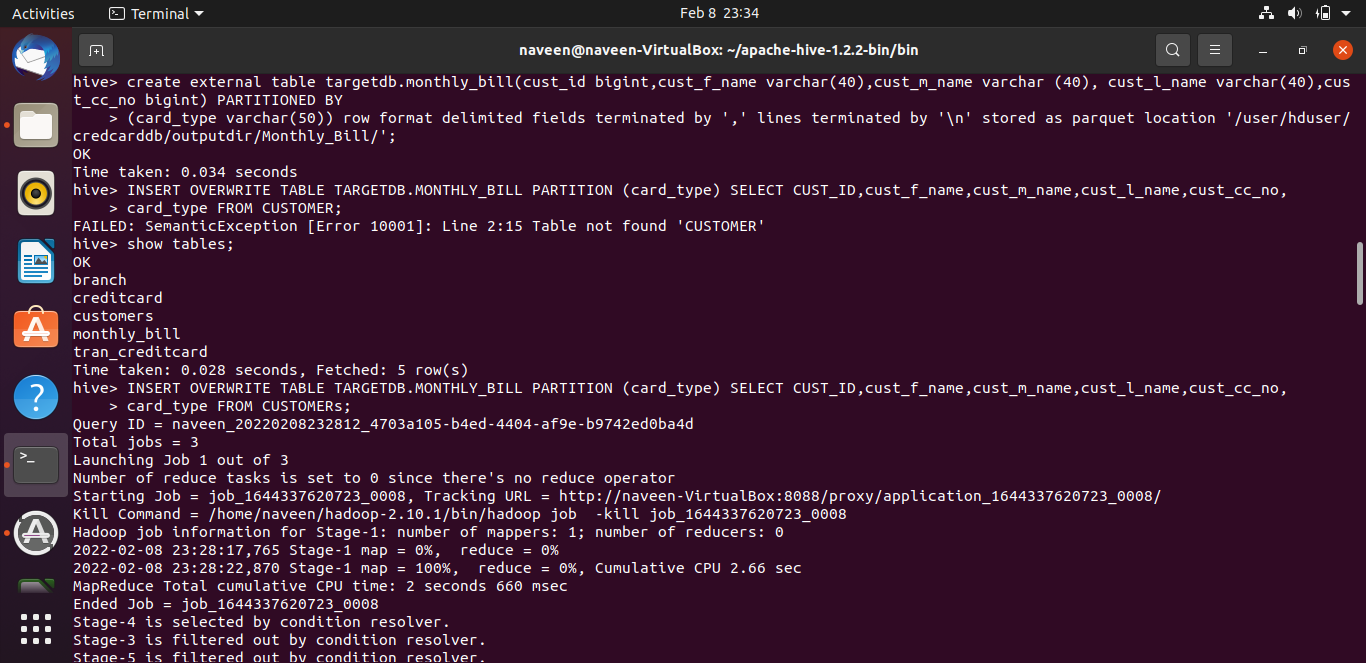 Activities
Terminal
Feb 8 23:34
naveen@naveen-VirtualBox: ~/apache-hive-1.2.2-bin/bin
hive> create external table targetdb.monthly_bill(cust_id bigint,cust_f_name varchar(40),cust_m_name varchar (40), cust_l_name varchar(40),cus
t_cc_no bigint) PARTITIONED BY
    > (card_type varchar(50)) row format delimited fields terminated by ',' lines terminated by '\n' stored as parquet location '/user/hduser/
credcarddb/outputdir/Monthly_Bill/';
OK
Time taken: 0.034 seconds
hive> INSERT OVERWRITE TABLE TARGETDB.MONTHLY_BILL PARTITION (card_type) SELECT CUST_ID,cust_f_name,cust_m_name,cust_l_name,cust_cc_no,
    > card_type FROM CUSTOMER;
FAILED: SemanticException [Error 10001]: Line 2:15 Table not found 'CUSTOMER'
hive> show tables;
OK
branch
creditcard
customers
monthly_bill
tran_creditcard
Time taken: 0.028 seconds, Fetched: 5 row(s)
hive> INSERT OVERWRITE TABLE TARGETDB.MONTHLY_BILL PARTITION (card_type) SELECT CUST_ID,cust_f_name,cust_m_name,cust_l_name,cust_cc_no,
    > card_type FROM CUSTOMERs;
Query ID = naveen_20220208232812_4703a105-b4ed-4404-af9e-b9742ed0ba4d
Total jobs = 3
Launching Job 1 out of 3
Number of reduce tasks is set to 0 since there's no reduce operator
Starting Job = job_1644337620723_0008, Tracking URL = http://naveen-VirtualBox:8088/proxy/application_1644337620723_0008/
Kill Command = /home/naveen/hadoop-2.10.1/bin/hadoop job  -kill job_1644337620723_0008
Hadoop job information for Stage-1: number of mappers: 1; number of reducers: 0
2022-02-08 23:28:17,765 Stage-1 map = 0%,  reduce = 0%
2022-02-08 23:28:22,870 Stage-1 map = 100%,  reduce = 0%, Cumulative CPU 2.66 sec
MapReduce Total cumulative CPU time: 2 seconds 660 msec
Ended Job = job_1644337620723_0008
Stage-4 is selected by condition resolver.
Stage-3 is filtered out by condition resolver.
Stage-5 is filtered out by condition resolver.